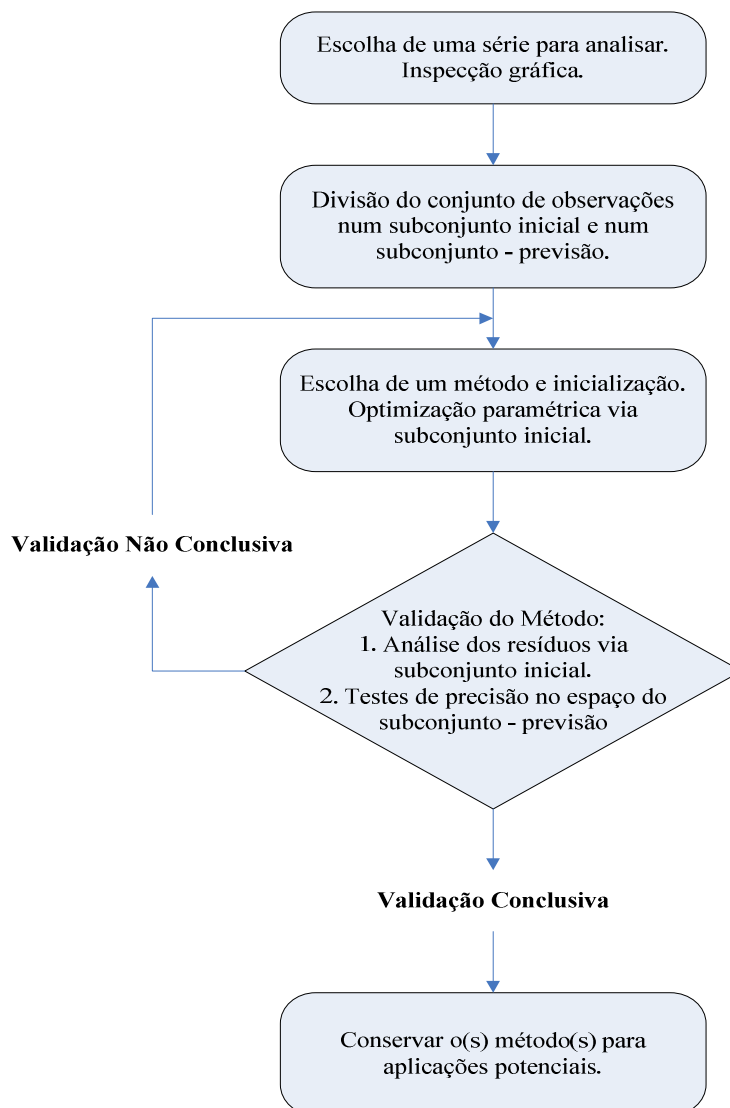 Escolha de uma série para analisar.
Inspecção gráfica.
Divisão do conjunto de observações
num subconjunto inicial e num
subconjunto - previsão.
Escolha de um método e inicialização.
Optimização paramétrica via
subconjunto inicial.
Validação Não Conclusiva
Validação do Método:
1. Análise dos resíduos via
subconjunto inicial.
2. Testes de precisão no espaço do
subconjunto - previsão
Validação Conclusiva
Conservar o(s) método(s) para
aplicações potenciais.